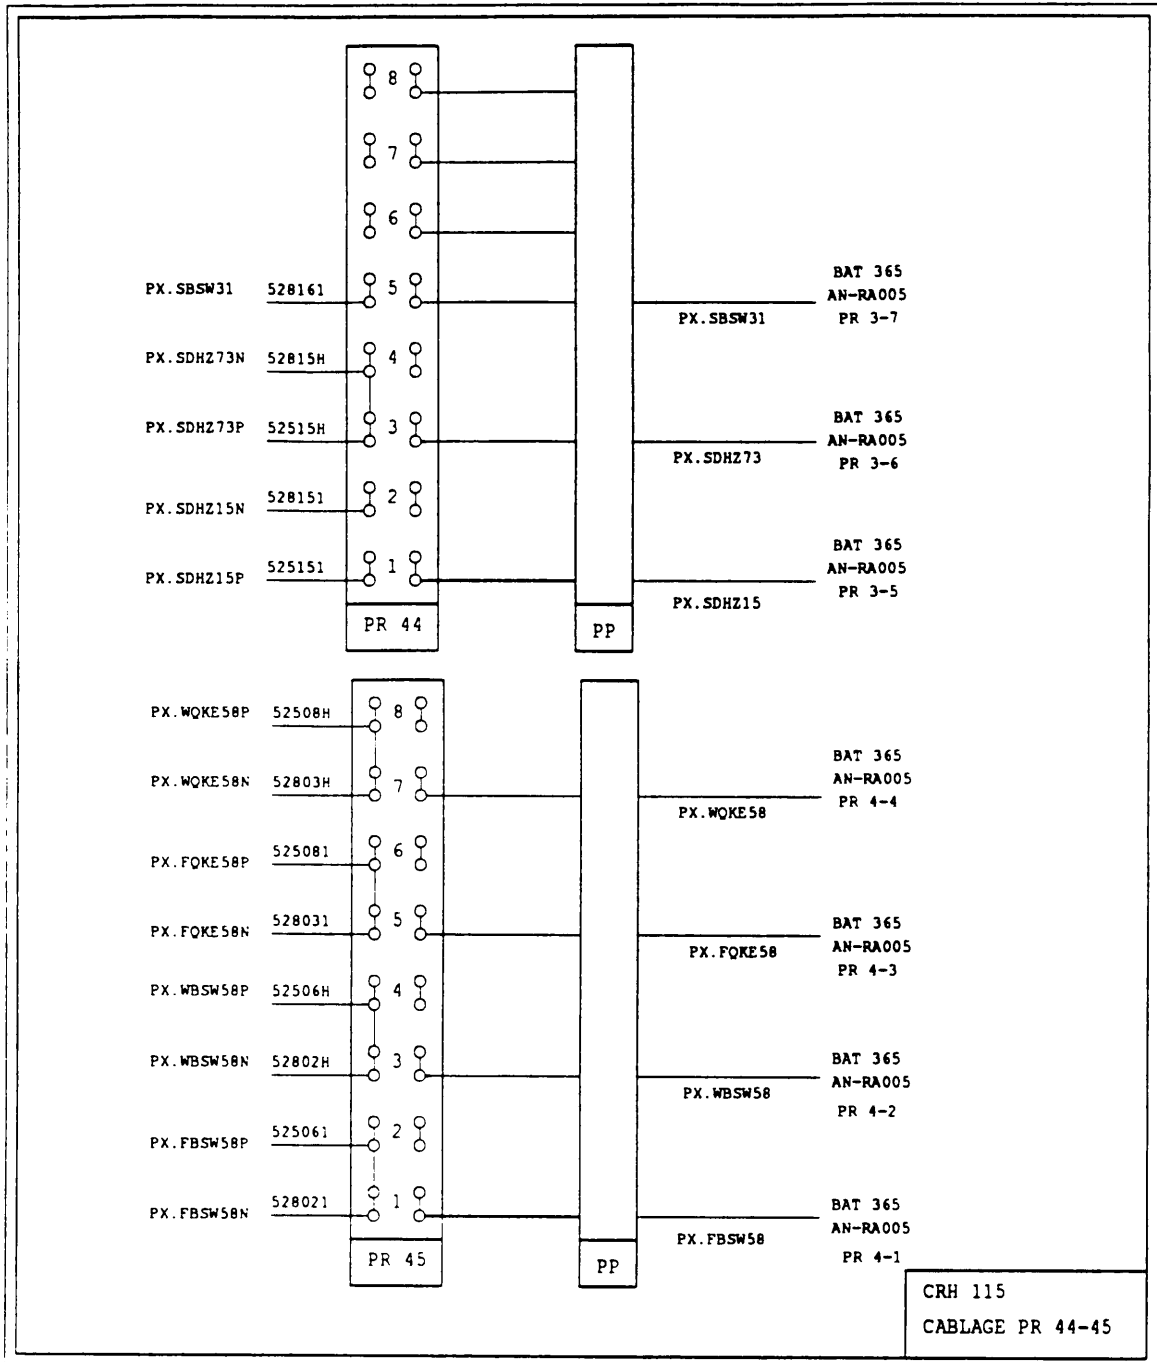 8
7
6
PX.SBSW31 528161 5 PX.SBSW31 BAT 365
AN-RA005
PR 3-7
PX.SDHZ73N 52815H 4
PX.SDHZ73P 52515H 3 PX.SDHZ73 BAT 365
AN-RA005
PR 3-6
PX.SDHZ15N 528151 2
PX.SDHZ15P 525151 1 PX.SDHZ15 BAT 365
AN-RA005
PR 3-5
PR 44 PP
PX.WQKE58P 52508H 8
PX.WQKE58N 52803H 7 PX.WQKE58 BAT 365
AN-RA005
PR 4-4
PX.FQKE58P 525081 6
PX.FQKE58N 528031 5 PX.FQKE58 BAT 365
AN-RA005
PR 4-3
PX.WBSW58P 52506H 4
PX.WBSW58N 52802H 3 PX.WBSW58 BAT 365
AN-RA005
PR 4-2
PX.FBSW58P 525061 2
PX.FBSW58N 528021 1 PX.FBSW58 BAT 365
AN-RA005
PR 4-1
PR 45 PP
CRH 115
CABLAGE PR 44-45